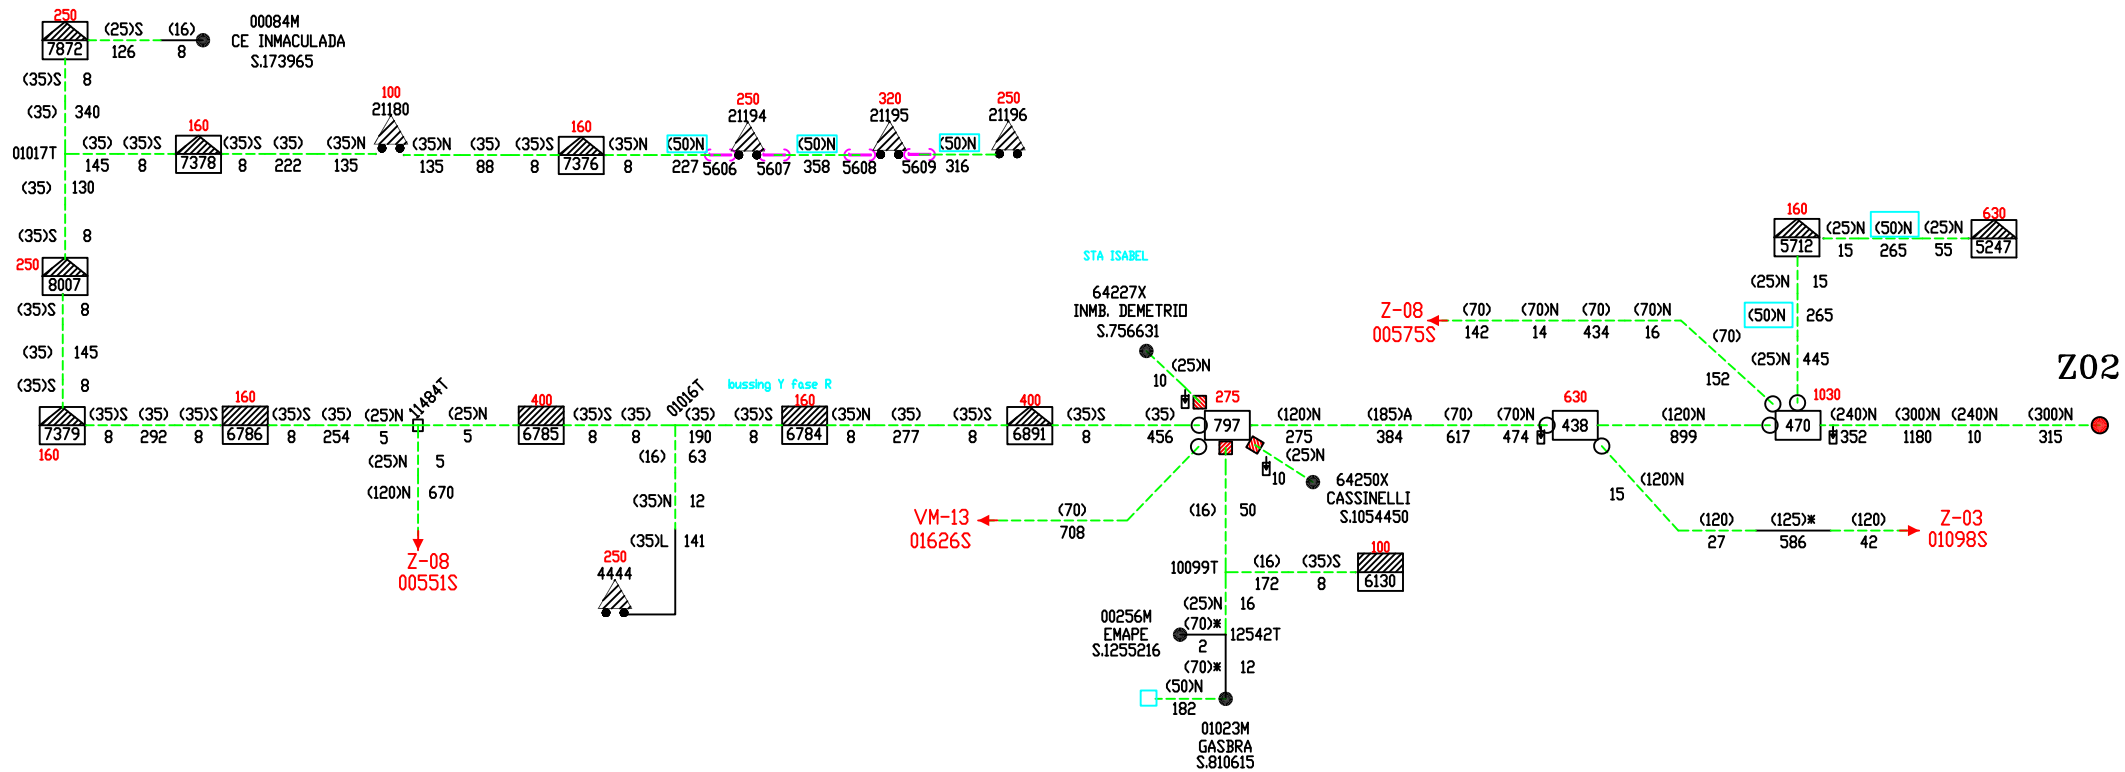 250
7872
(25)S (16)
126 8
00084M
CE INMACULADA
S.173965
(35)S 8
(35) 340
01017T
(35) (35)S
145 8
160
7378
(35)S (35) (35)N
8 222 135
100
21180
(35)N (35) (35)S
135 88 8
160
7376
(35)N
8
(50)N
227 5606
250
21194
5607
(50)N
358
5608
320
21195
5609
(50)N
316
250
21196
(35) 130
(35)S 8
250
8007
(35)S 8
(35) 145
(35)S 8
7379
160
(35)S (35) (35)S
8 292 8
160
6786
(35)S (35) (25)N
8 254 5
11484T
(25)N
5
(25)N 5
(120)N 670
Z-08
00551S
400
6785
(35)S (35)
8 8
01016T
(35) (35)S
190 8
(16) 63
(35)N 12
(35)L 141
250
4444
bussing Y fase R
160
6784
(35)N (35) (35)S
8 277 8
400
6891
(35)S (35)
8 456
STA ISABEL
64227X
INMB. DEMETRIO
S.756631
(25)N
10
275
797
VM-13
01626S
(70)
708
(25)N
10
64250X
CASSINELLI
S.1054450
(16) 50
10099T
(16) (35)S
172 8
100
6130
(25)N 16
00256M
EMAPE
S.1255216
(70)*
2
12542T
(70)* 12
(50)N
182
01023M
GASBRA
S.810615
(120)N (185)A (70) (70)N
275 384 617 474
630
438
(120)N
899
Z-08
00575S
(70) (70)N (70) (70)N
142 14 434 16
(70)
152
(120)N
15
(120) (125)* (120)
27 586 42
Z-03
01098S
160
5712
(25)N (50)N (25)N
15 265 55
630
5247
(25)N 15
(50)N 265
(25)N 445
1030
470
(240)N (300)N (240)N (300)N
352 1180 10 315
Z02